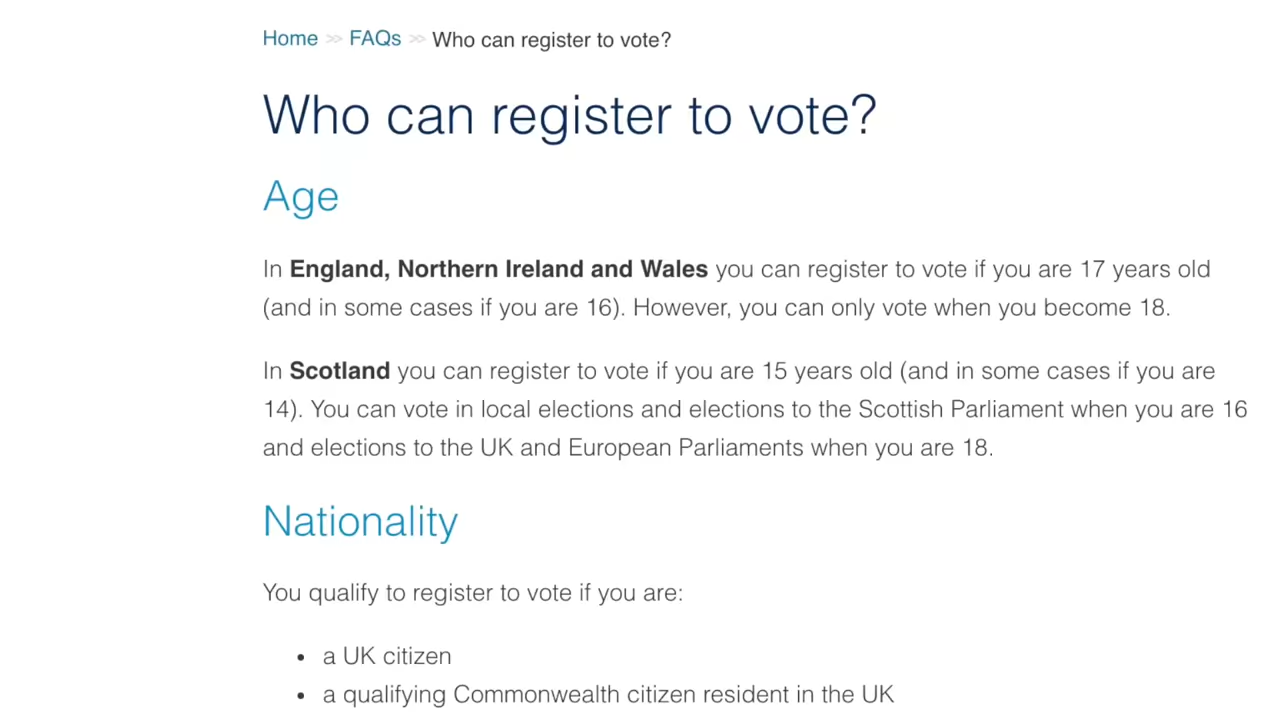 Home >> FAQs >> Who can register to vote?
Who can register to vote?
Age
In England, Northern Ireland and Wales you can register to vote if you are 17 years old
(and in some cases if you are 16). However, you can only vote when you become 18.
In Scotland you can register to vote if you are 15 years old (and in some cases if you are
14). You can vote in local elections and elections to the Scottish Parliament when you are 16
and elections to the UK and European Parliaments when you are 18.
Nationality
You qualify to register to vote if you are:
• a UK citizen
• a qualifying Commonwealth citizen resident in the UK